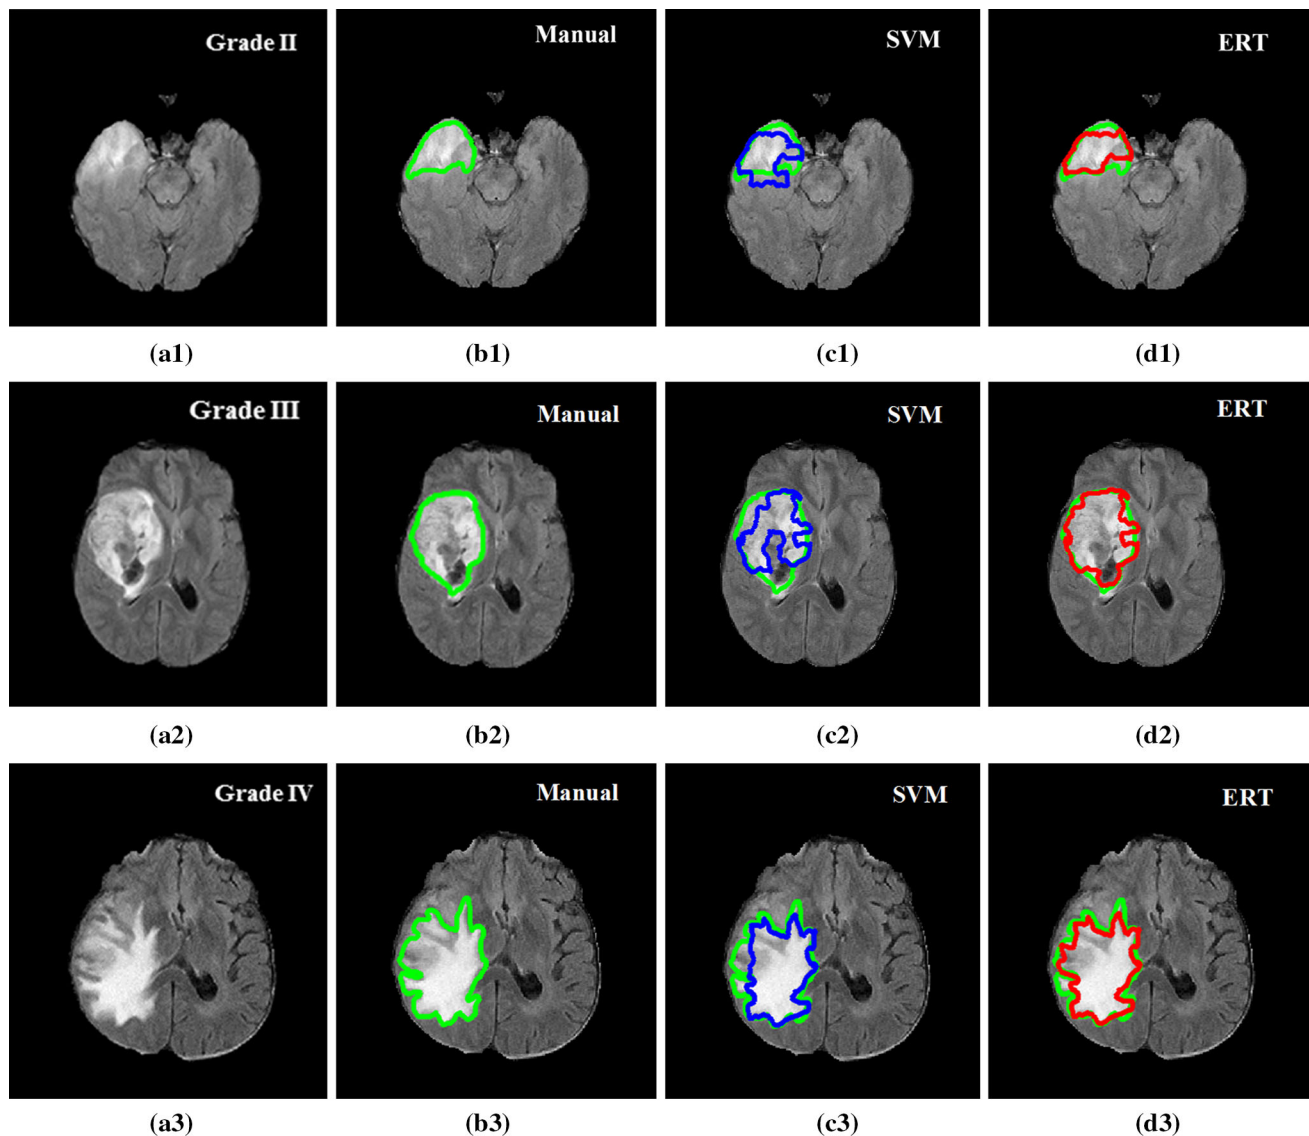 Grade II
Manual
SVM
ERT
(a1)
(b1)
(c1)
(d1)
Grade III
Manual
SVM
ERT
(a2)
(b2)
(c2)
(d2)
Grade IV
Manual
SVM
ERT
(a3)
(b3)
(c3)
(d3)